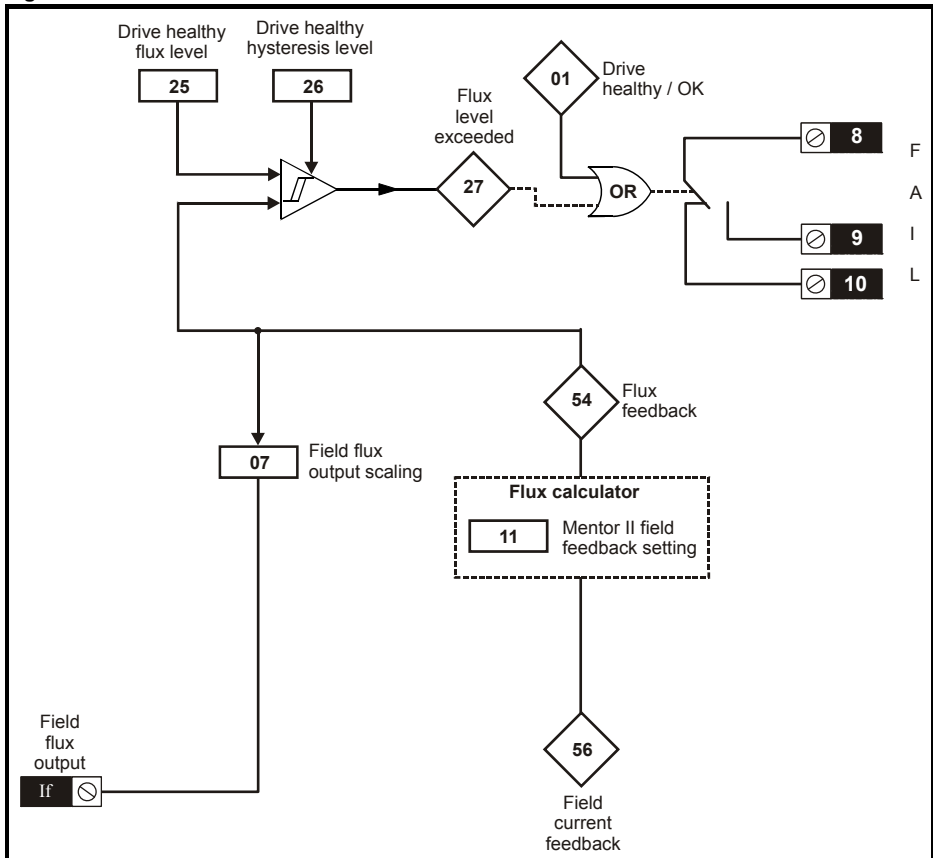 Drive healthy
flux level
25
Drive healthy
hysteresis level
26
Flux
level
exceeded
27
01
Drive
healthy / OK
OR
8
9
10
F
A
I
L
54
Flux
feedback
07
Field flux
output scaling
Flux calculator
11
Mentor II field
feedback setting
Field
flux
output
If
56
Field
current
feedback